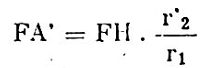 FA' = FH . r'2 / r1